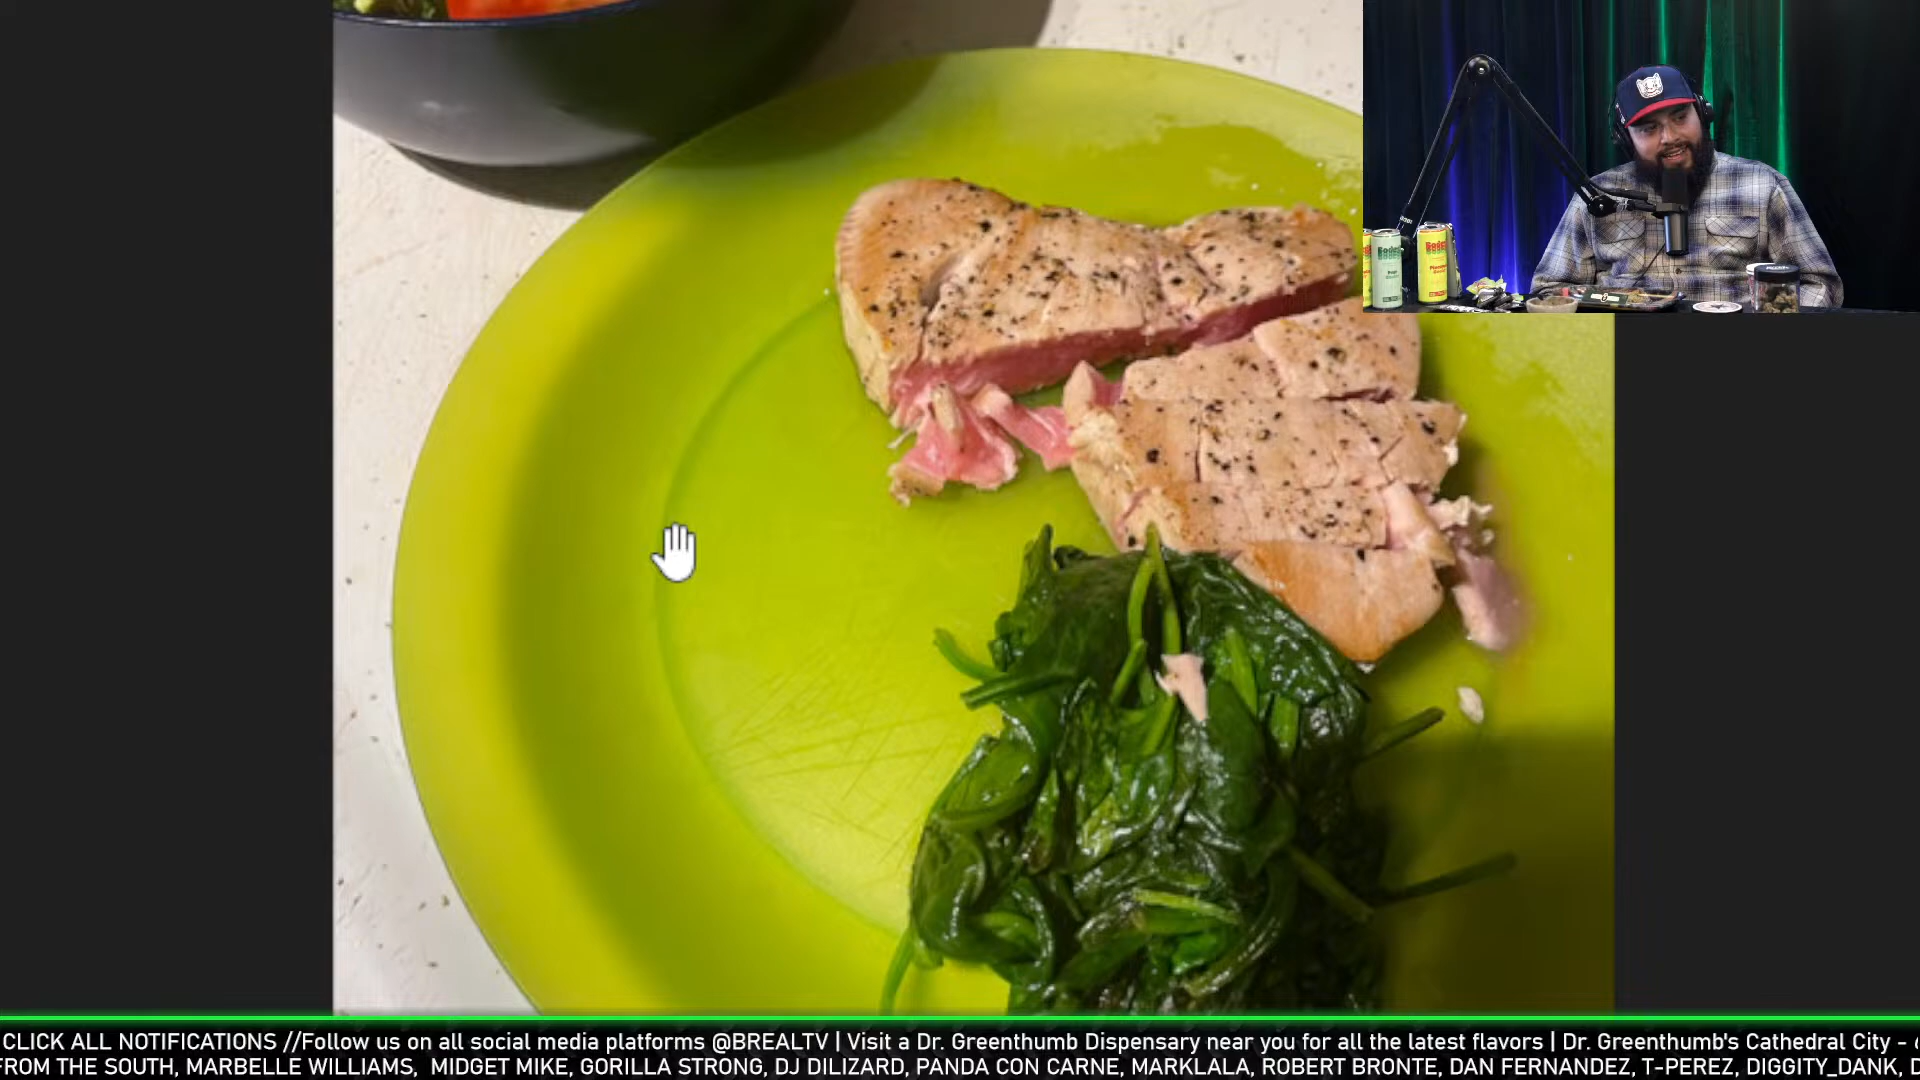 CLICK ALL NOTIFICATIONS //Follow us on all social media platforms @BREALTV | Visit a Dr. Greenthumb Dispensary near you for all the latest flavors | Dr. Greenthumb's Cathedral City -
FROM THE SOUTH, MARBELLE WILLIAMS, MIDGET MIKE, GORILLA STRONG, DJ DILIZARD, PANDA CON CARNE, MARKLALA, ROBERT BRONTE, DAN FERNANDEZ, T-PEREZ, DIGGITY_DANK,